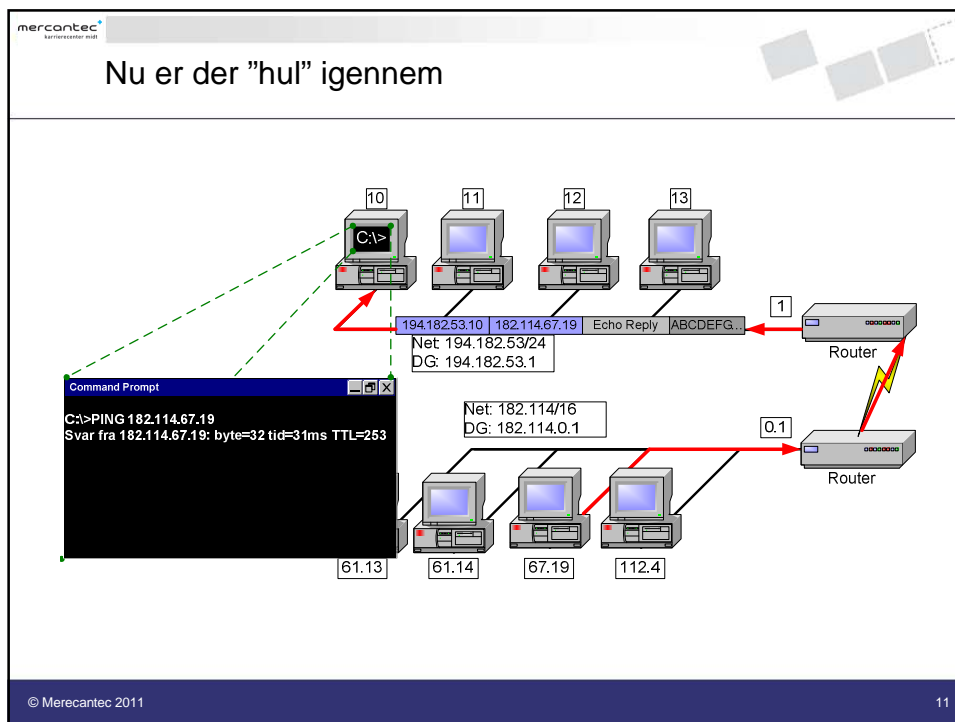 mercantec
karrierecenter midt
Nu er der ”hul” igennem
10
11
12
13
C:\>
194.182.53.10 182.114.67.19 Echo Reply ABCDEFG...
1
Net: 194.182.53/24
DG: 194.182.53.1
Router
Command Prompt
C:\>PING 182.114.67.19
Svar fra 182.114.67.19: byte=32 tid=31ms TTL=253
Net: 182.114/16
DG: 182.114.0.1
0.1
Router
61.13
61.14
67.19
112.4
© Merecantec 2011
11